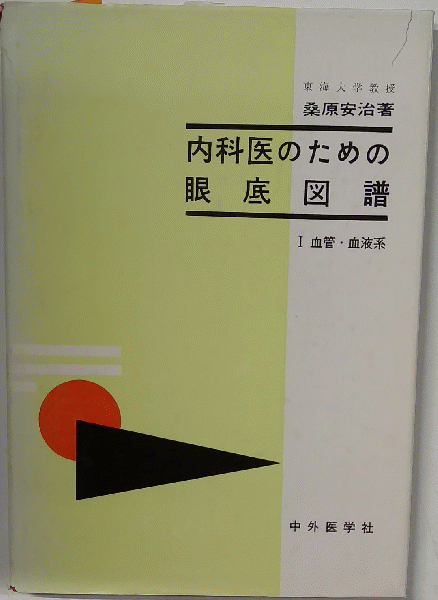 東海大学教授
桑原安治著
内科医のための
眼底図譜
I 血管・血液系
中外医学社